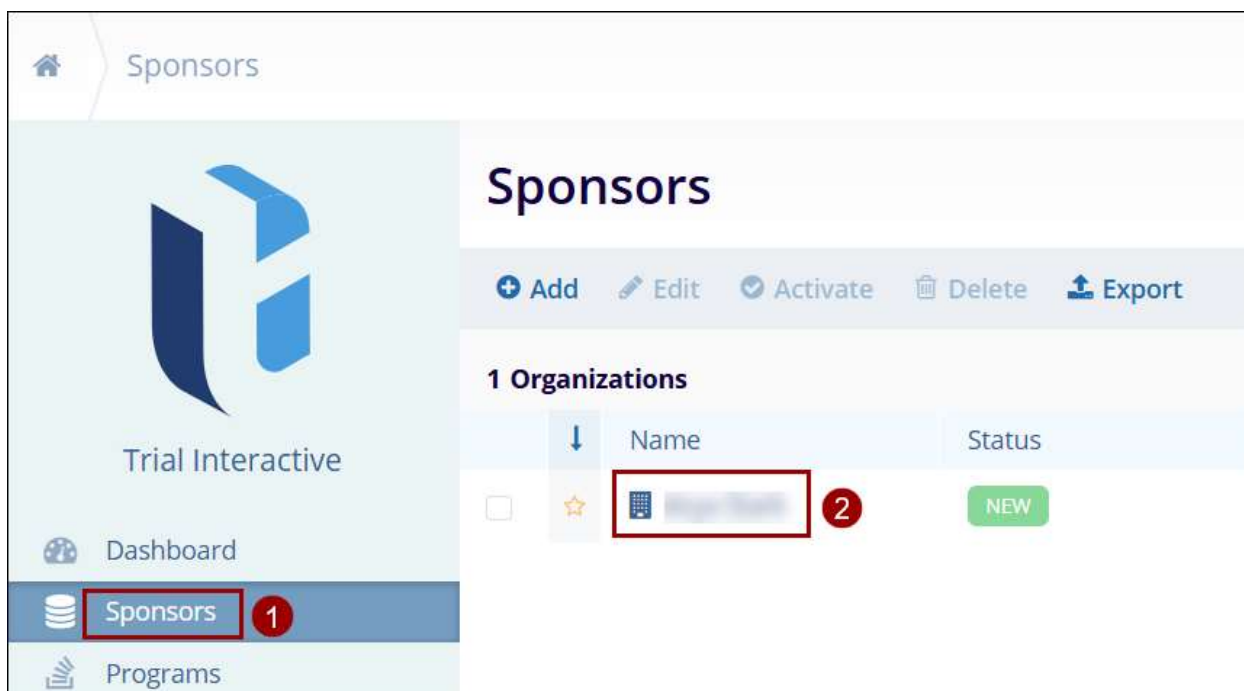 Sponsors
Sponsors
Add Edit Activate Delete Export
1 Organizations
Name Status
Trial Interactive
NEW
2
Dashboard
Sponsors 1
Programs